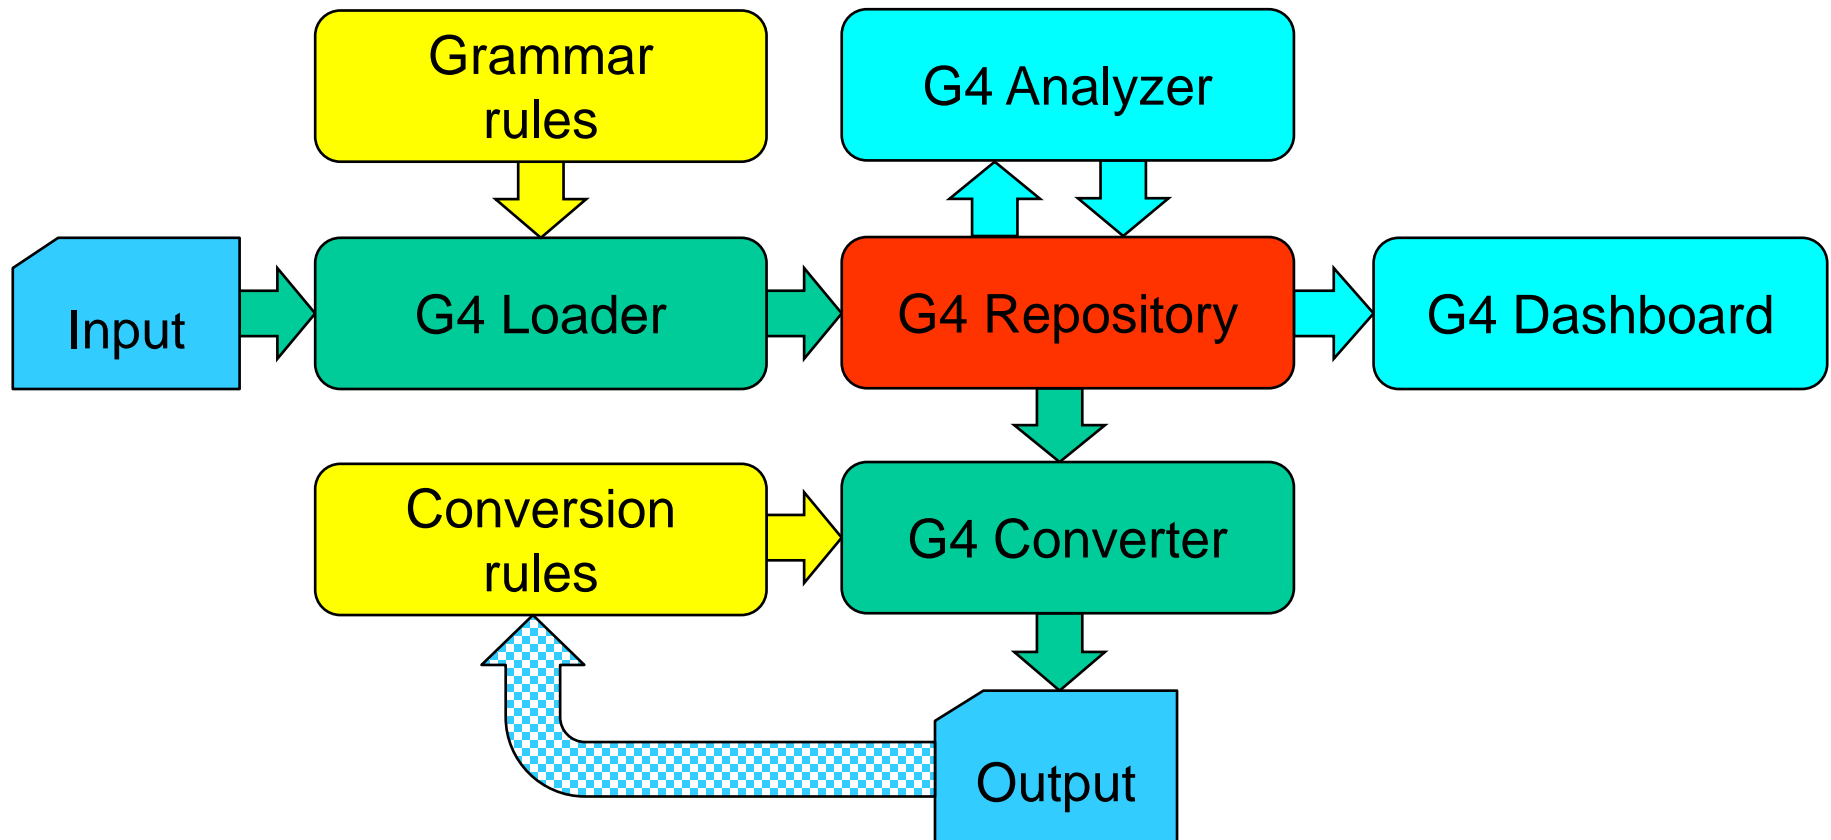 Grammar
rules
G4 Analyzer
Input
G4 Loader
G4 Repository
G4 Dashboard
Conversion
rules
G4 Converter
Output